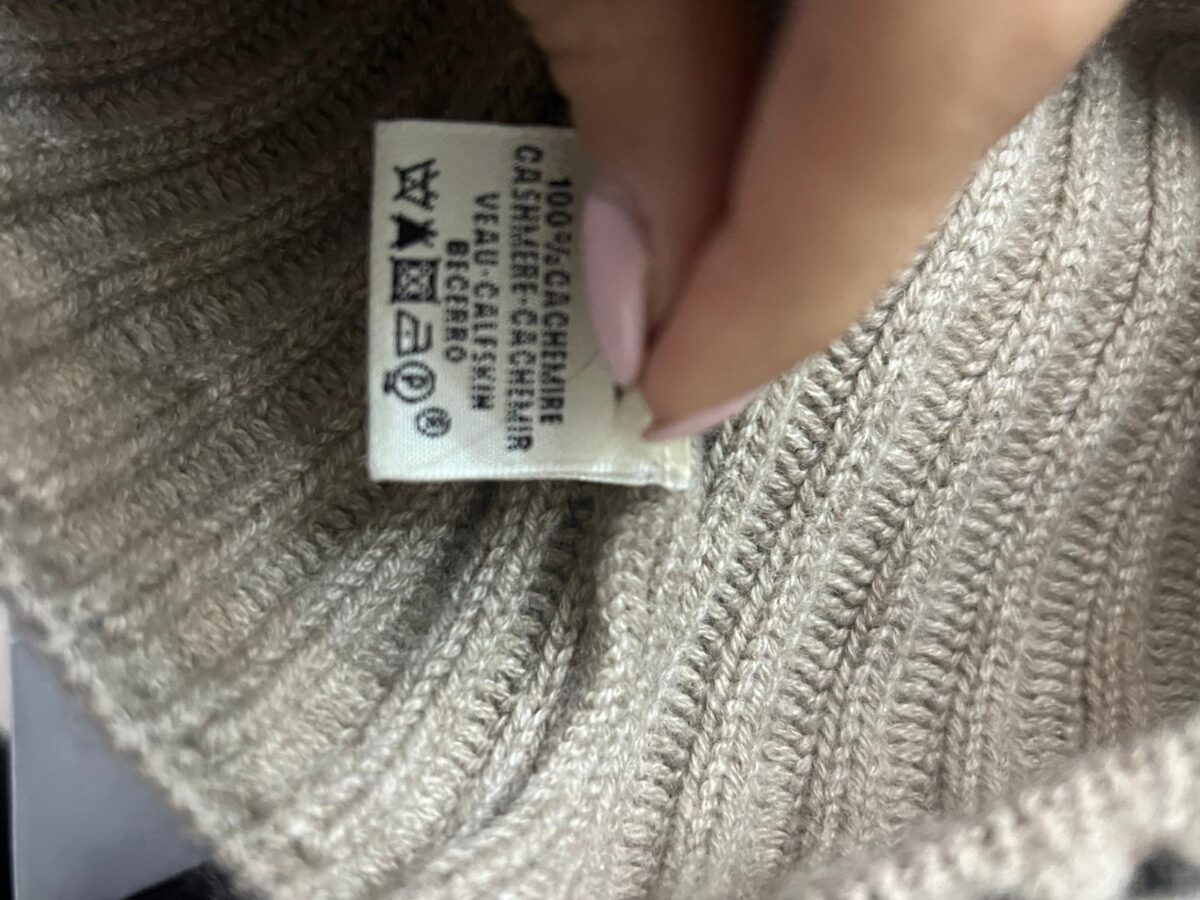 100% CACHEMIRE
CASHMERE-CACHEMIR
VEAU-CALFSKIN
BECERRO
P
®